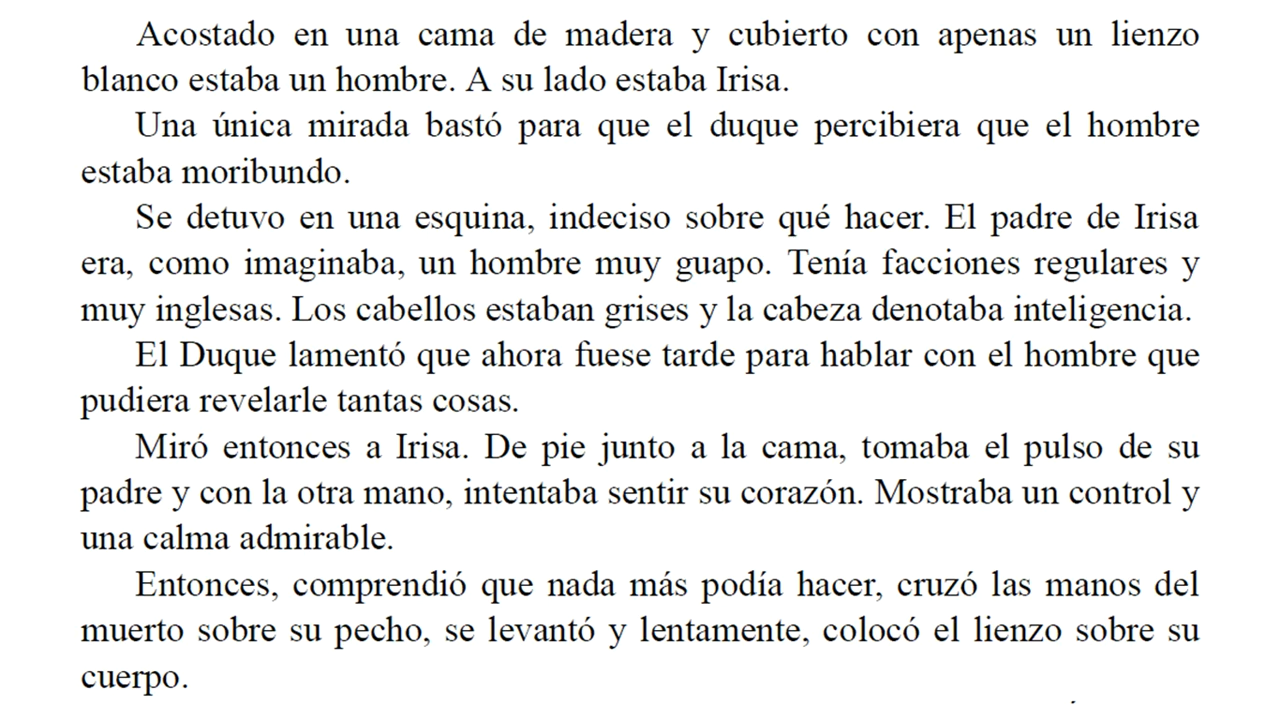 Acostado en una cama de madera y cubierto con apenas un lienzo
blanco estaba un hombre. A su lado estaba Irisa.
Una única mirada bastó para que el duque percibiera que el hombre
estaba moribundo.
Se detuvo en una esquina, indeciso sobre qué hacer. El padre de Irisa
era, como imaginaba, un hombre muy guapo. Tenía facciones regulares y
muy inglesas. Los cabellos estaban grises y la cabeza denotaba inteligencia.
El Duque lamentó que ahora fuese tarde para hablar con el hombre que
pudiera revelarle tantas cosas.
Miró entonces a Irisa. De pie junto a la cama, tomaba el pulso de su
padre y con la otra mano, intentaba sentir su corazón. Mostraba un control y
una calma admirable.
Entonces, comprendió que nada más podía hacer, cruzó las manos del
muerto sobre su pecho, se levantó y lentamente, colocó el lienzo sobre su
cuerpo.